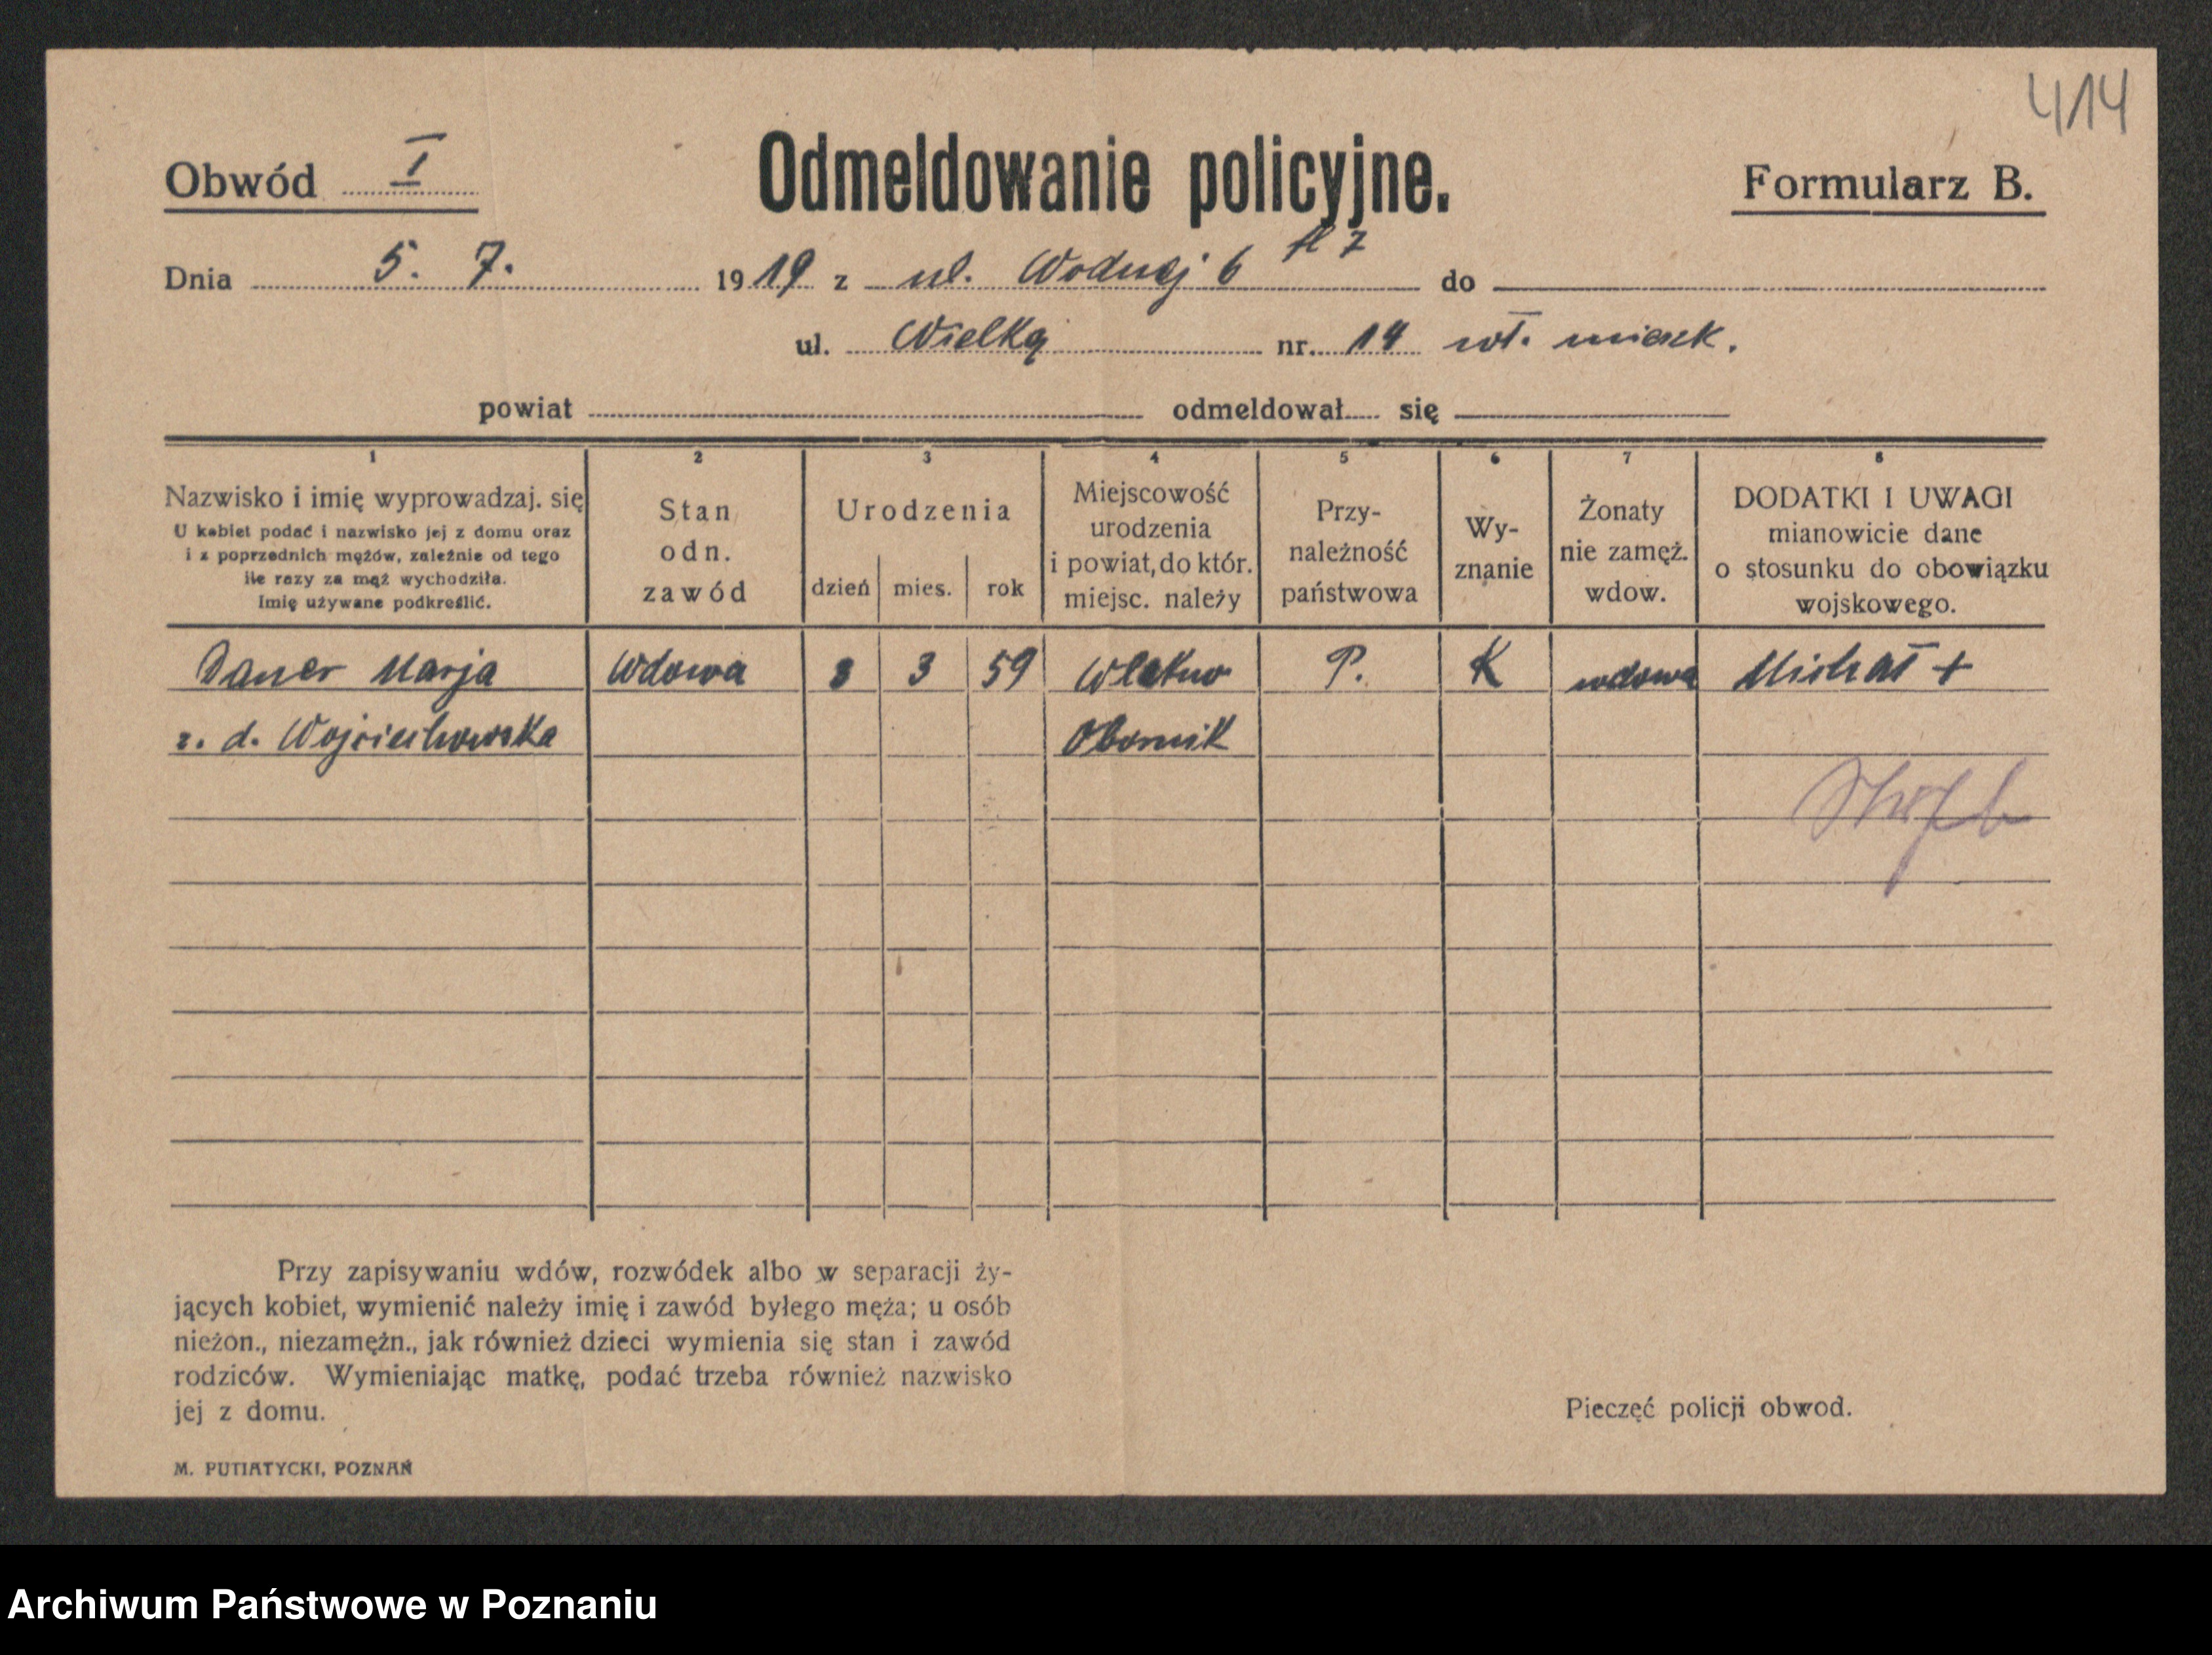 414
Obwód I
Odmeldowanie policyjne.
Formularz B.
Dnia 5. 7. 1919 z ul. Wodnej 6 do
ul. Wielką nr. 14 wł. mieszk.
powiat odmeldował się
1 2 3 4 5 6 7 8
Nazwisko i imię wyprowadzaj. się
U kobiet podać i nazwisko jej z domu oraz
i z poprzednich mężów, zależnie od tego
ile razy za mąż wychodziła.
Imię używane podkreślić.
Stan
odn.
zawód
Urodzenia
dzień mies. rok
Miejscowość
urodzenia
i powiat, do któr.
miejsc. należy
Przy-
należność
państwowa
Wy-
znanie
Żonaty
nie zamęż.
wdow.
DODATKI I UWAGI
mianowicie dane
o stosunku do obowiązku
wojskowego.
Marja Wdowa 3 59 P. K wdowa Michał +
z. d. Wojciechowska Obornik
Przy zapisywaniu wdów, rozwódek albo w separacji ży-
jących kobiet, wymienić należy imię i zawód byłego męża; u osób
nieżon., niezamężn., jak również dzieci wymienia się stan i zawód
rodziców. Wymieniając matkę, podać trzeba również nazwisko
jej z domu.
Pieczęć policji obwod.
M. PUTIATYCKI, POZNAŃ
Archiwum Państwowe w Poznaniu